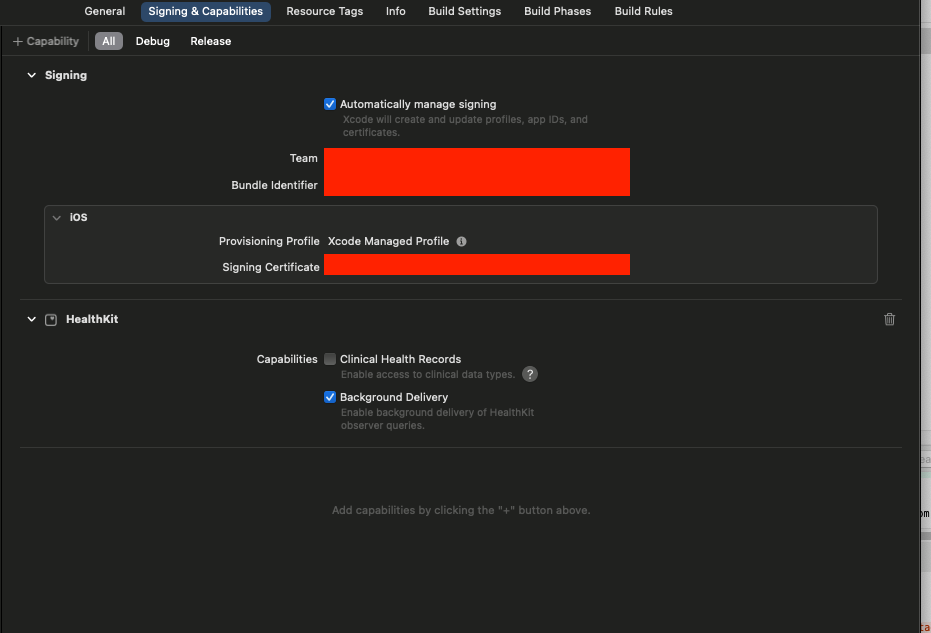 General Signing & Capabilities Resource Tags Info Build Settings Build Phases Build Rules
+ Capability All Debug Release
Signing
Automatically manage signing
Xcode will create and update profiles, app IDs, and
certificates.
Team
Bundle Identifier
iOS
Provisioning Profile Xcode Managed Profile
Signing Certificate
HealthKit
Capabilities Clinical Health Records
Enable access to clinical data types. ?
Background Delivery
Enable background delivery of HealthKit
observer queries.
Add capabilities by clicking the "+" button above.